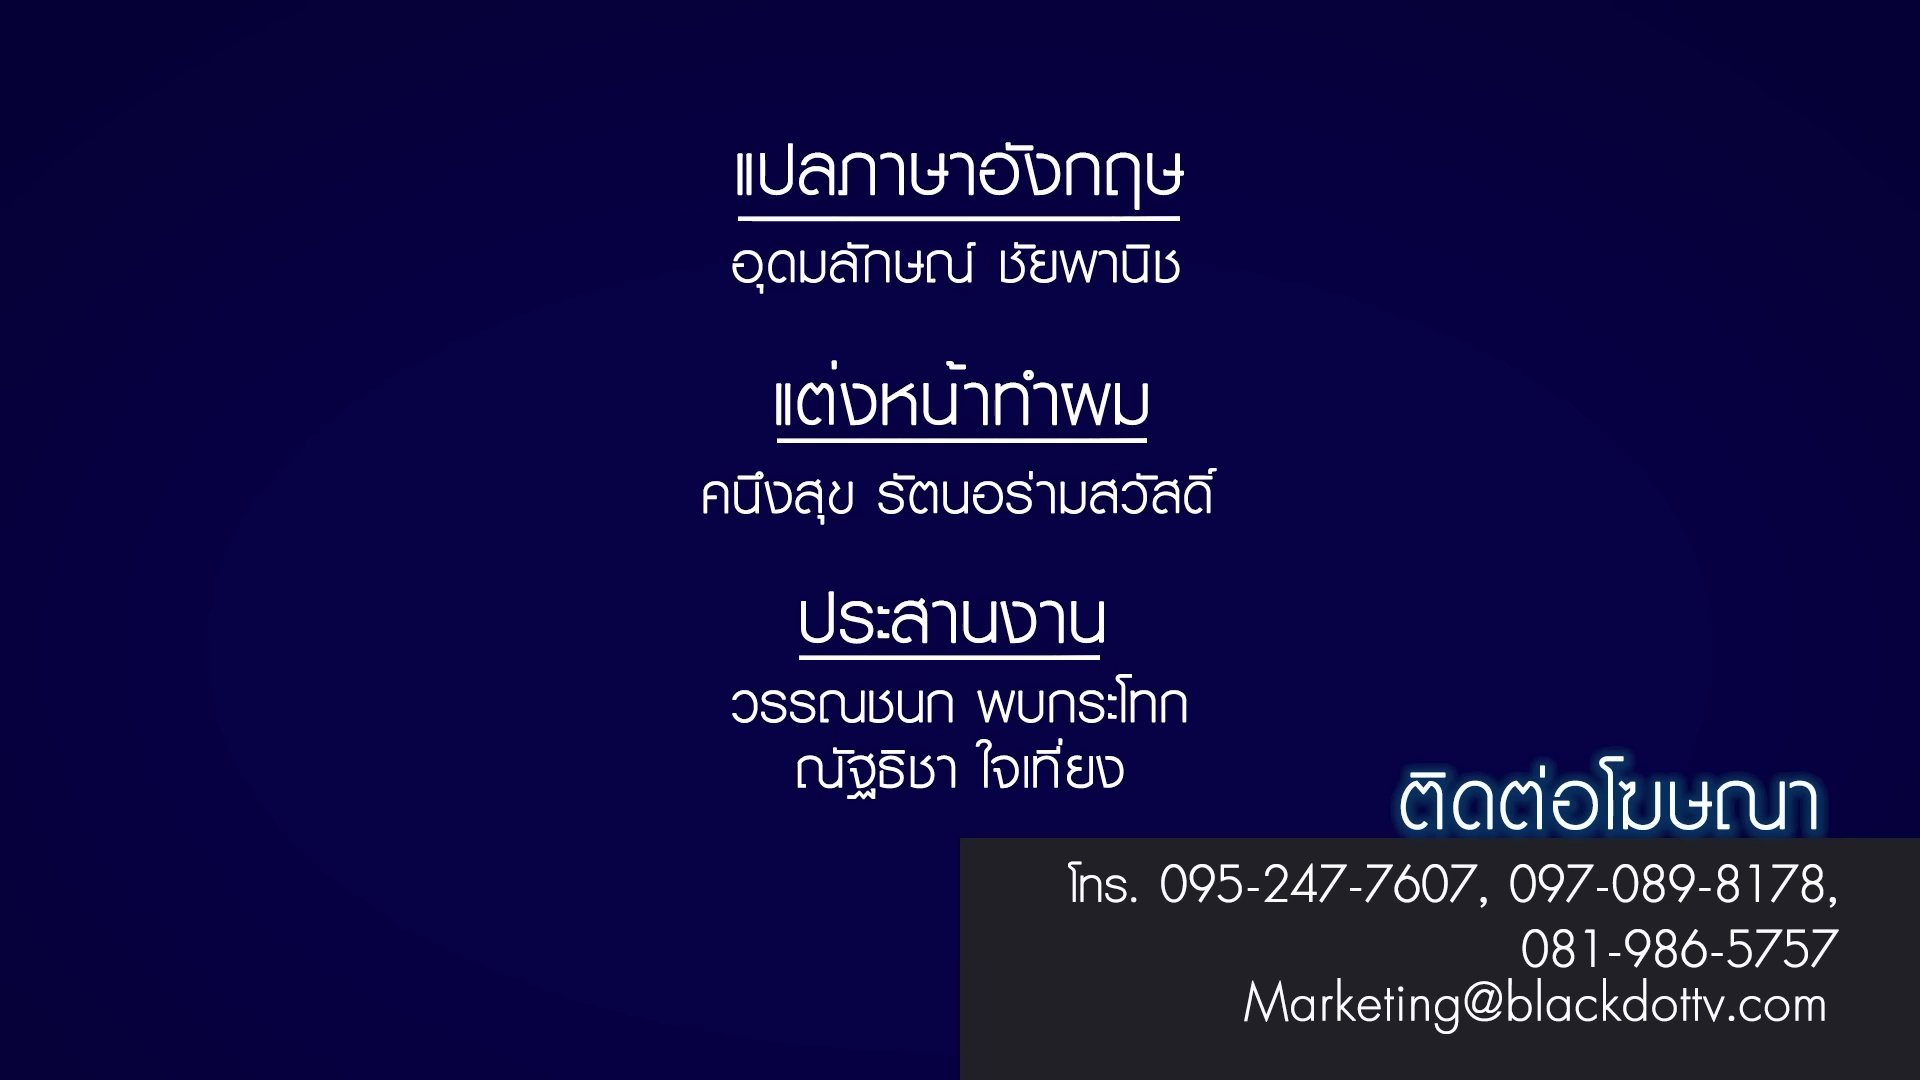 แปลภาษาอังกฤษ
อุดมลักษณ์ ชัยพานิช
แต่งหน้าทำผม
คนึงสุข รัตนอร่ามสวัสดิ์
ประสานงาน
วรรณชนก พบกระโทก
ณัฐธิชา ใจเที่ยง
ติดต่อโฆษณา
โทร. 095-247-7607, 097-089-8178,
081-986-5757
Marketing@blackdottv.com